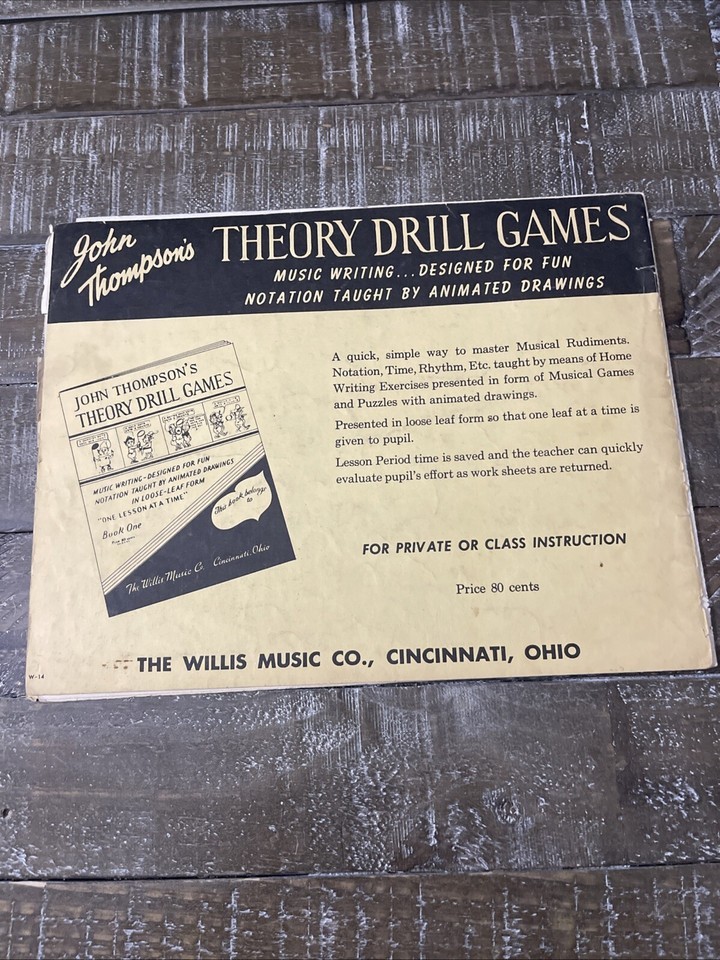 John
Thompson's
THEORY DRILL GAMES
MUSIC WRITING...DESIGNED FOR FUN
NOTATION TAUGHT BY ANIMATED DRAWINGS
JOHN THOMPSON'S
THEORY DRILL GAMES
MUSIC WRITING-DESIGNED FOR FUN
NOTATION TAUGHT BY ANIMATED DRAWINGS
IN LOOSE-LEAF FORM
"ONE LESSON AT A TIME"
Book One
This book belongs
to
The Willis Music Co. Cincinnati, Ohio
A quick, simple way to master Musical Rudiments.
Notation, Time, Rhythm, Etc. taught by means of Home
Writing Exercises presented in form of Musical Games
and Puzzles with animated drawings.
Presented in loose leaf form so that one leaf at a time is
given to pupil.
Lesson Period time is saved and the teacher can quickly
evaluate pupil's effort as work sheets are returned.
FOR PRIVATE OR CLASS INSTRUCTION
Price 80 cents
THE WILLIS MUSIC CO., CINCINNATI, OHIO
W-14